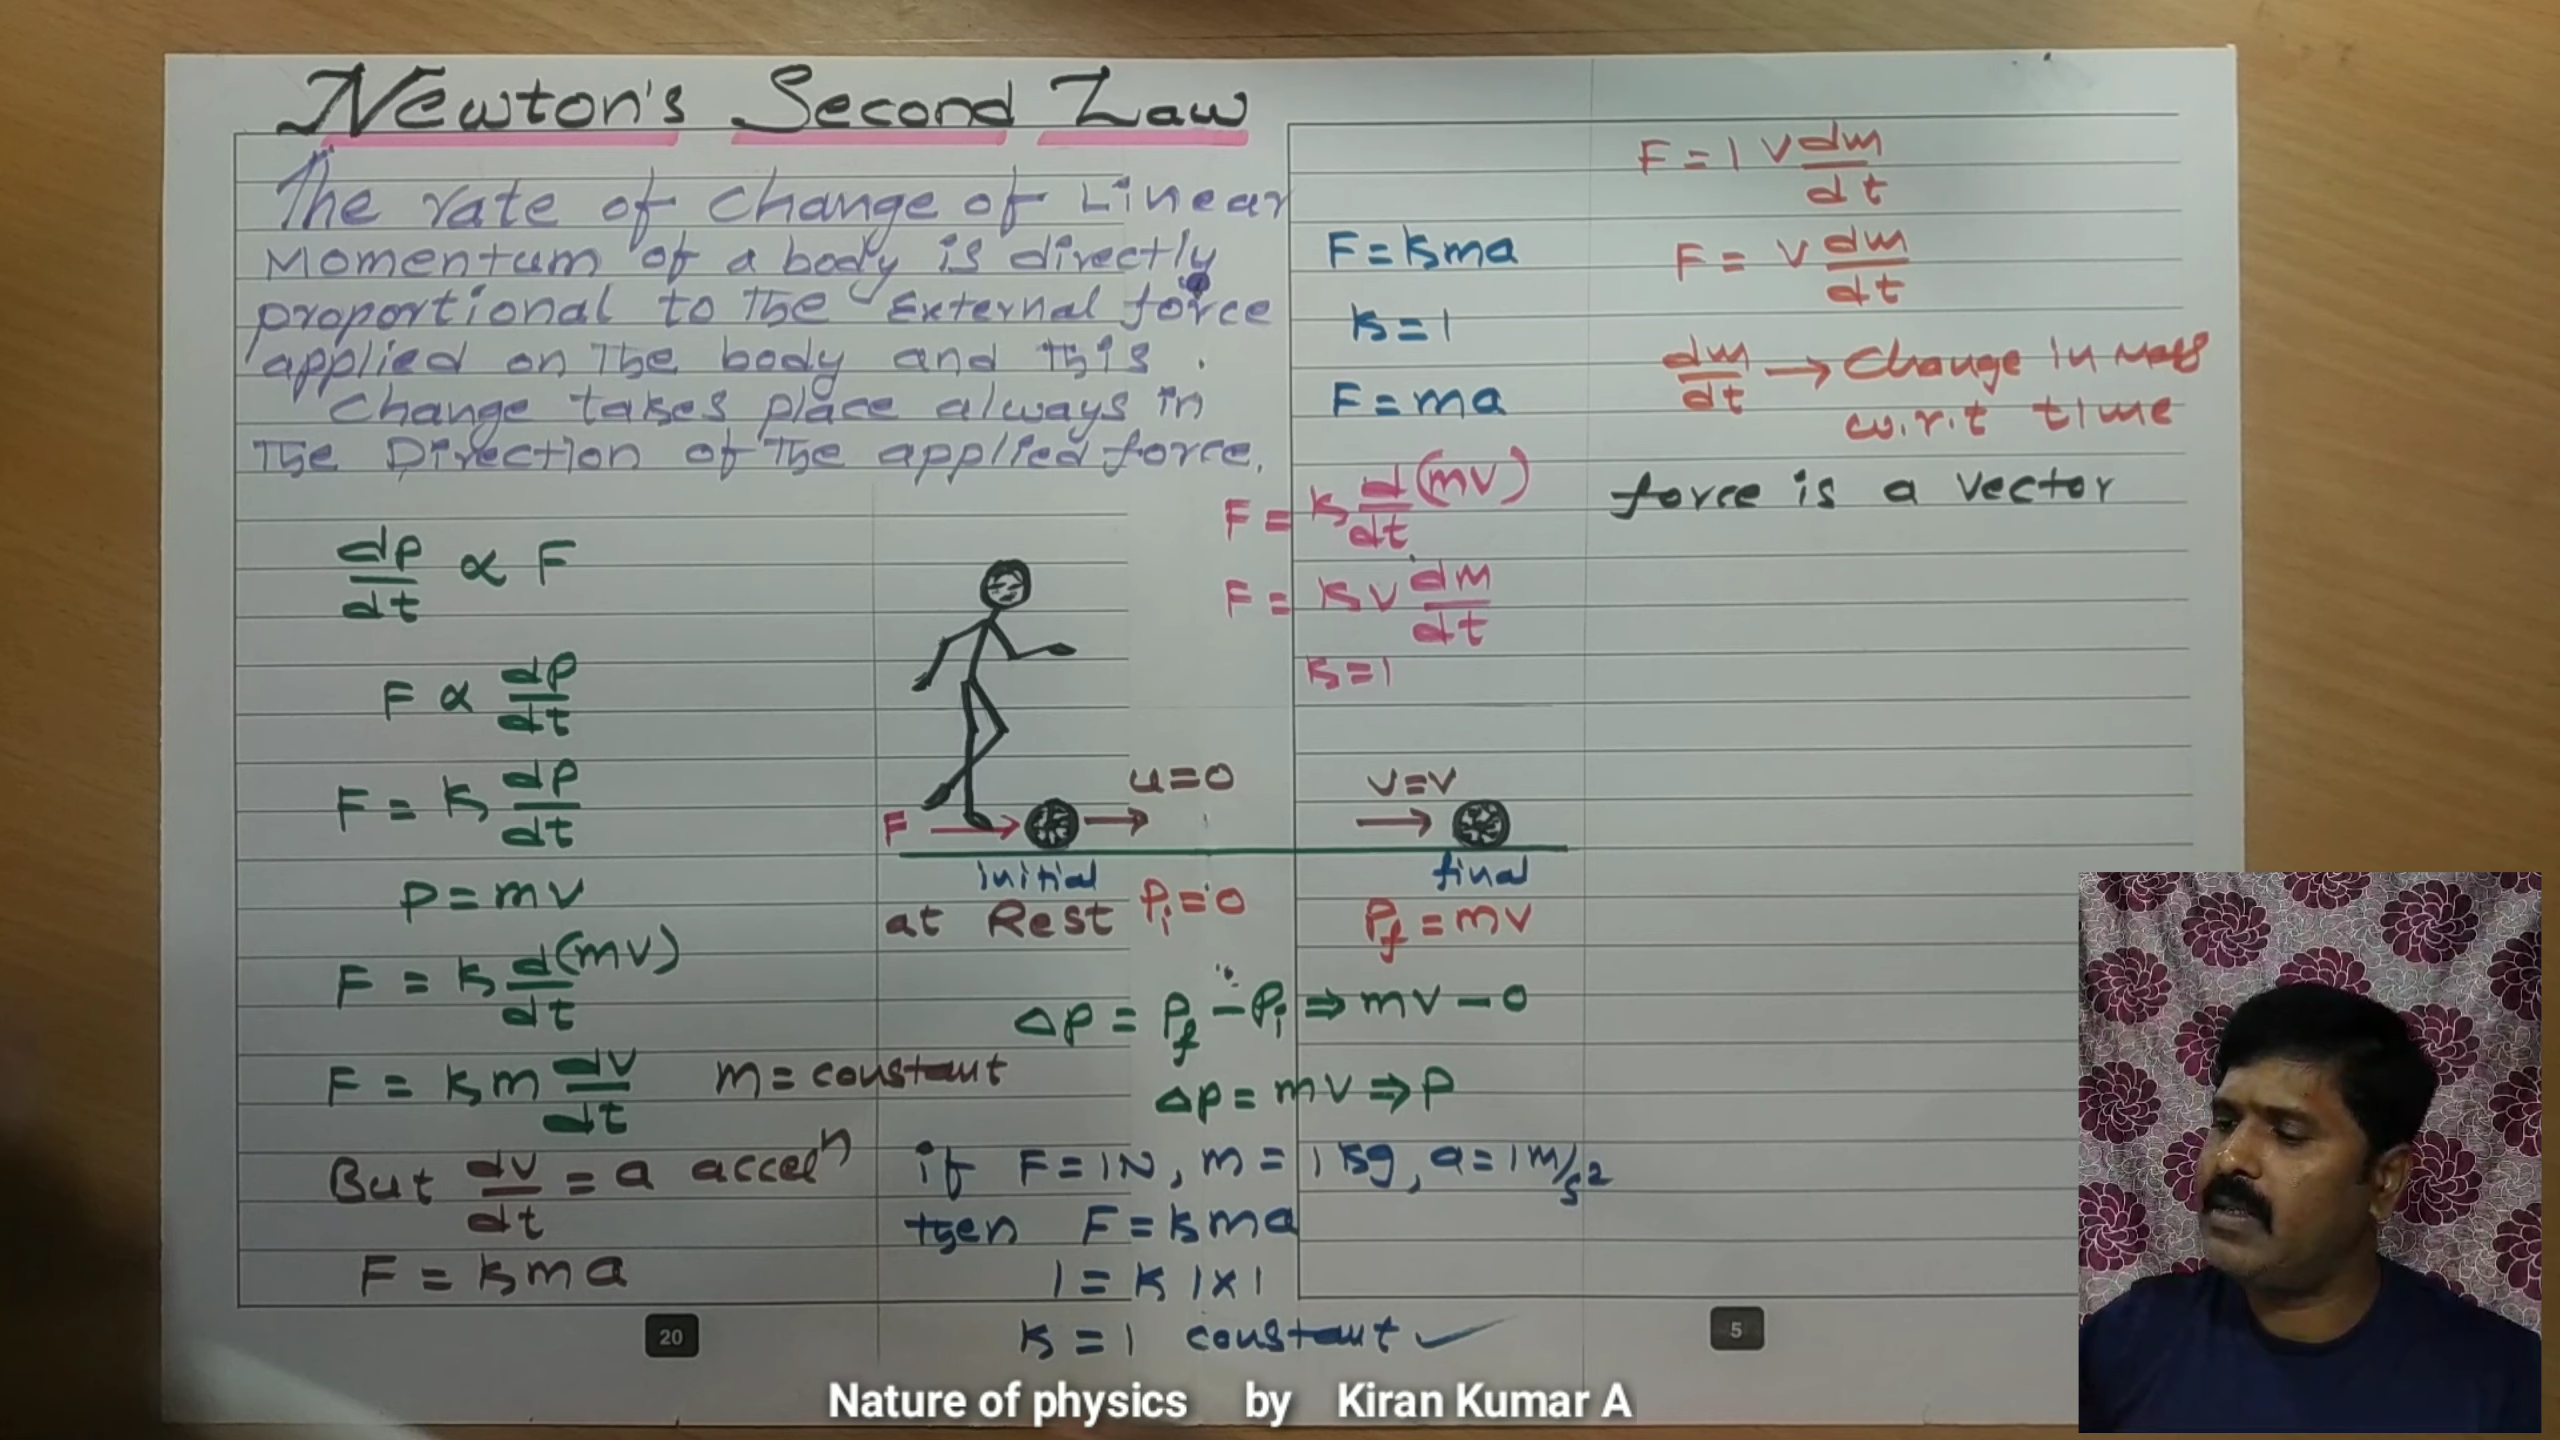 Newton's Second Law
The rate of change of Linear
Momentum of a body is directly
proportional to the External force
applied on the body and this
change takes place always in
the Direction of the applied force.
dp/dt ∝ F
F ∝ dp/dt
F = K dp/dt
P = mv
F = K d(mv)/dt
F = Km dv/dt   m = constant
But dv/dt = a accelⁿ
F = Kma
20
F
u=0
initial
at Rest Pi=0
v=v
final
Pf = mv
ΔP = Pf - Pi ⇒ mv - 0
ΔP = mv ⇒ P
if F = 1N, m = 1 Kg, a = 1 m/s²
then F = Kma
1 = K 1×1
K = 1 constant ✓
F = Kma
K = 1
F = ma
F = K d(mv)/dt
F = Kv dm/dt
K = 1
F = 1 v dm/dt
F = v dm/dt
dm/dt → Change in Mass
w.r.t time
force is a vector
5
Nature of physics by Kiran Kumar A